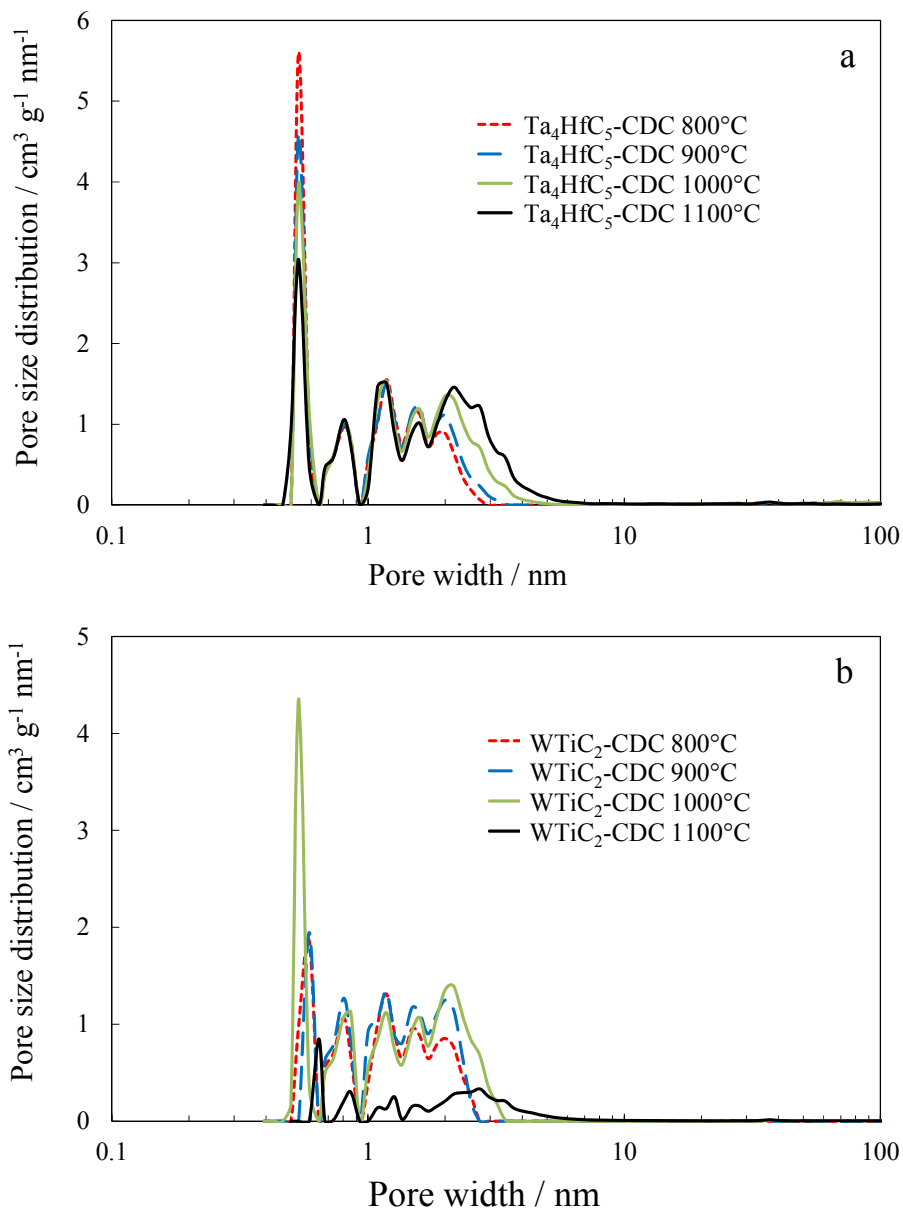 6
a
5
Ta₄HfC₅-CDC 800°C
Ta₄HfC₅-CDC 900°C
4
Ta₄HfC₅-CDC 1000°C
Ta₄HfC₅-CDC 1100°C
3
2
1
0
Pore size distribution / cm³ g⁻¹ nm⁻¹
0.1 1 10 100
Pore width / nm
5
b
4
WTiC₂-CDC 800°C
WTiC₂-CDC 900°C
WTiC₂-CDC 1000°C
3
WTiC₂-CDC 1100°C
2
1
0
Pore size distribution / cm³ g⁻¹ nm⁻¹
0.1 1 10 100
Pore width / nm